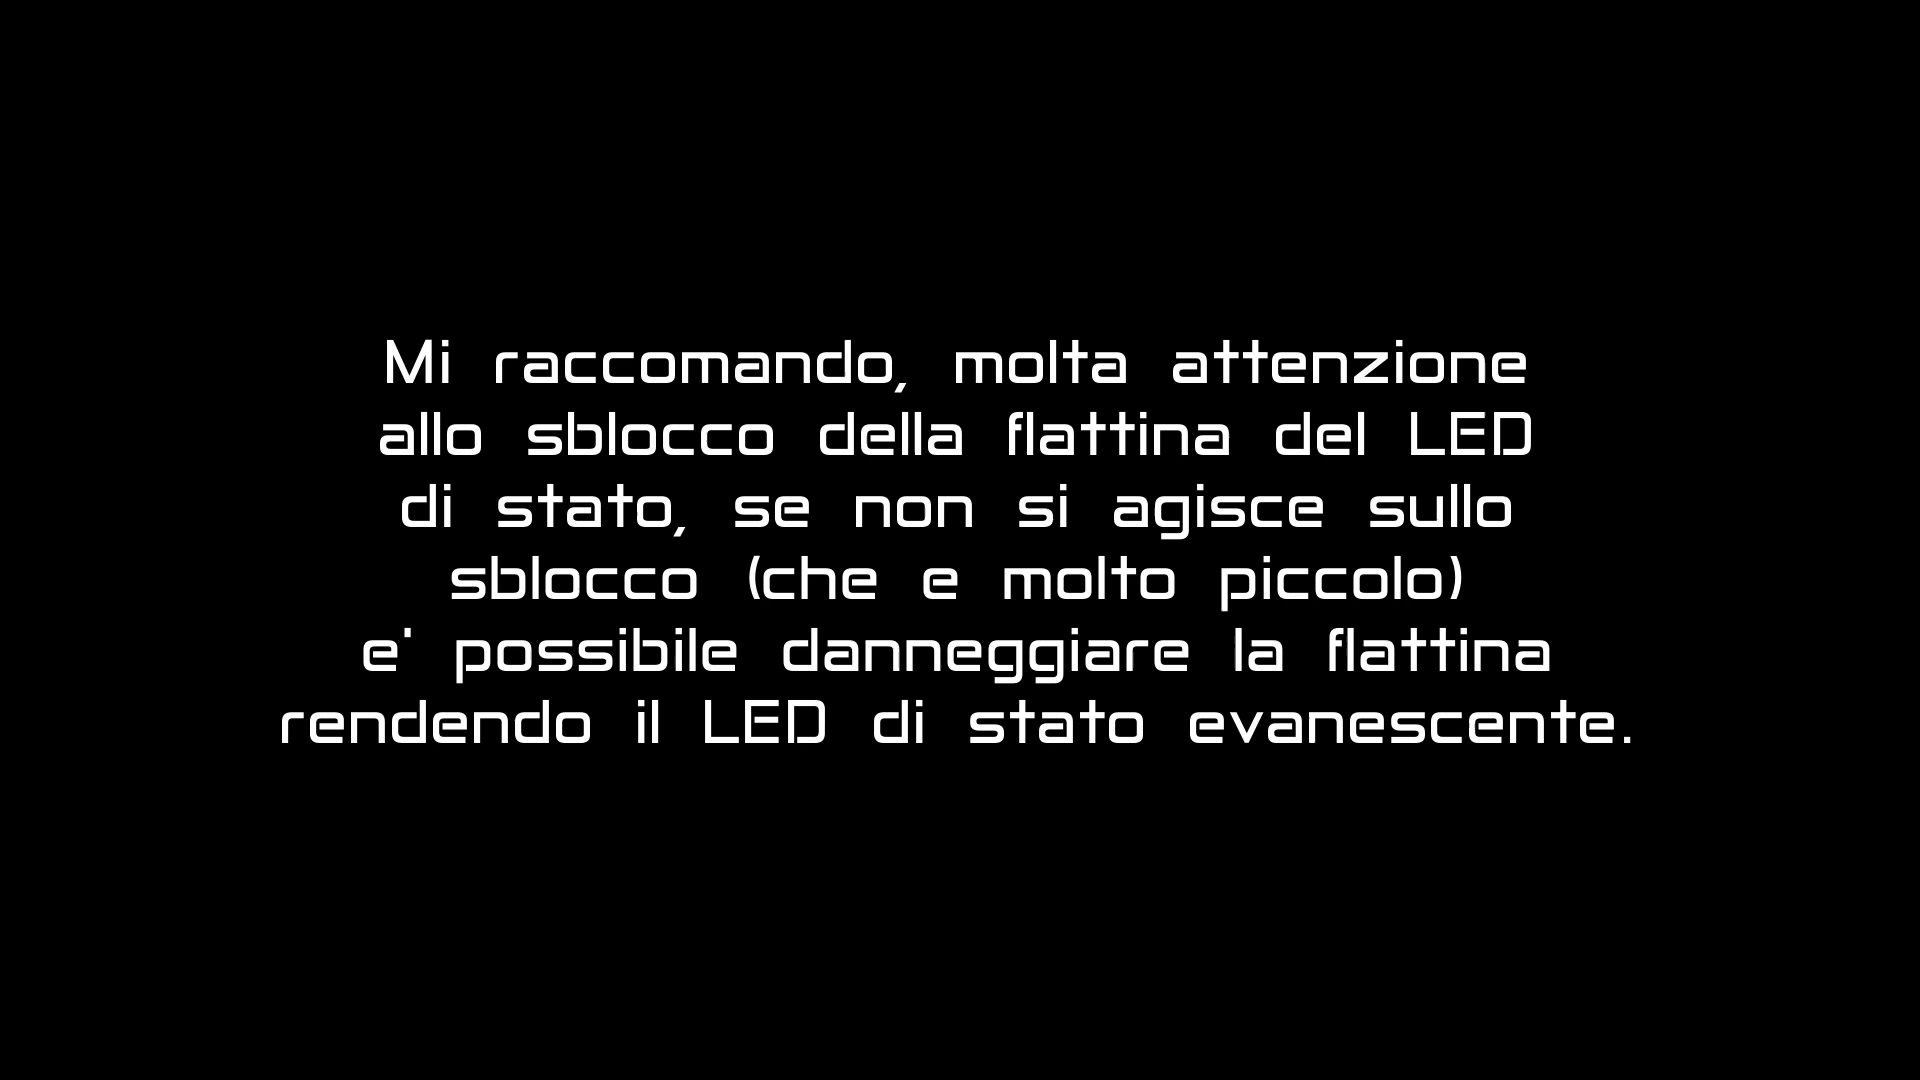 Mi raccomando, molta attenzione
allo sblocco della flattina del LED
di stato, se non si agisce sullo
sblocco (che e molto piccolo)
e' possibile danneggiare la flattina
rendendo il LED di stato evanescente.